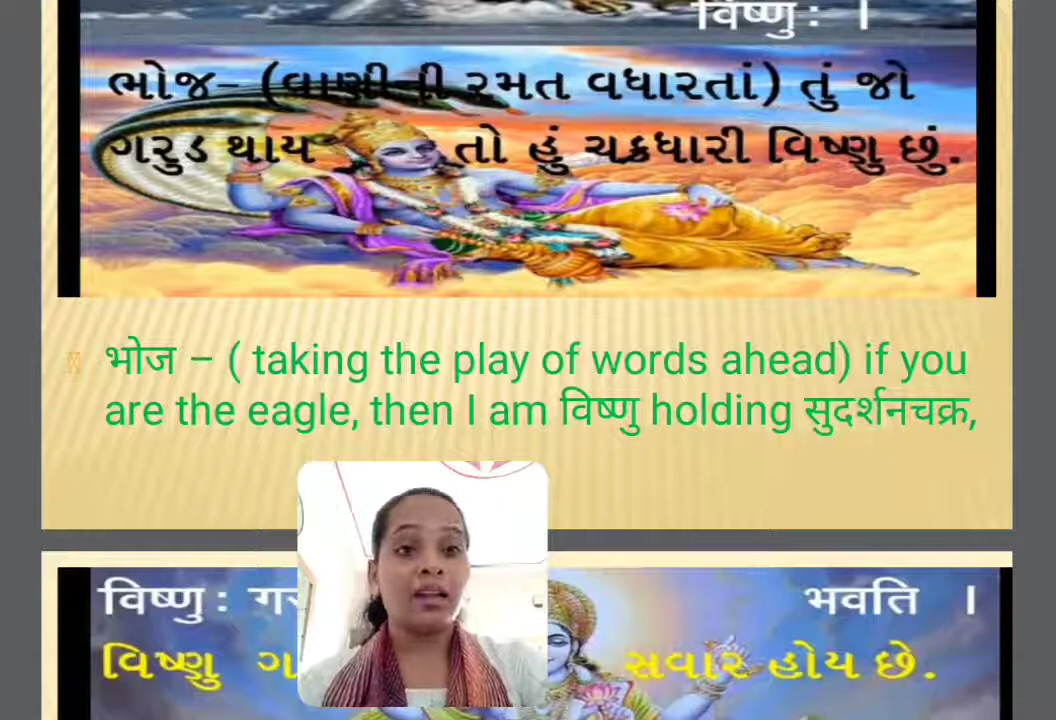 विष्णुः ।
ભોજ– (વાણીની રમત વધારતાં) તું જો
ગરુડ થાય તો હું ચક્રધારી વિષ્ણુ છું.
भोज – ( taking the play of words ahead) if you
are the eagle, then I am विष्णु holding सुदर्शनचक्र,
विष्णुः भवति ।
વિષ્ણુ સવાર હોય છે.